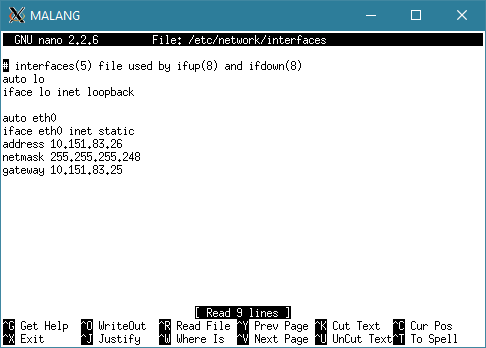 MALANG
GNU nano 2.2.6 File: /etc/network/interfaces
# interfaces(5) file used by ifup(8) and ifdown(8)
auto lo
iface lo inet loopback
auto eth0
iface eth0 inet static
address 10.151.83.26
netmask 255.255.255.248
gateway 10.151.83.25
[ Read 9 lines ]
^G Get Help ^O WriteOut ^R Read File ^Y Prev Page ^K Cut Text ^C Cur Pos
^X Exit ^J Justify ^W Where Is ^V Next Page ^U UnCut Text ^T To Spell